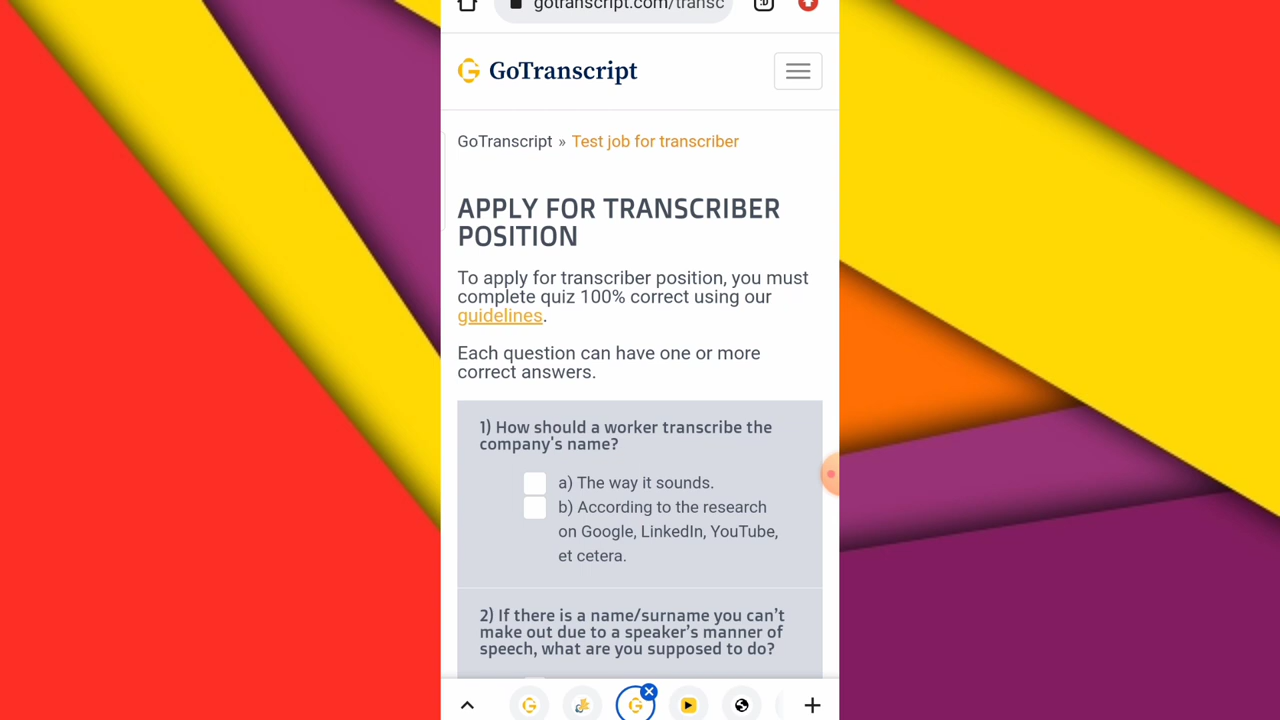 gotranscript.com/transc
:D
GoTranscript
GoTranscript » Test job for transcriber
APPLY FOR TRANSCRIBER
POSITION
To apply for transcriber position, you must
complete quiz 100% correct using our
guidelines.
Each question can have one or more
correct answers.
1) How should a worker transcribe the
company's name?
a) The way it sounds.
b) According to the research
on Google, LinkedIn, YouTube,
et cetera.
2) If there is a name/surname you can’t
make out due to a speaker’s manner of
speech, what are you supposed to do?